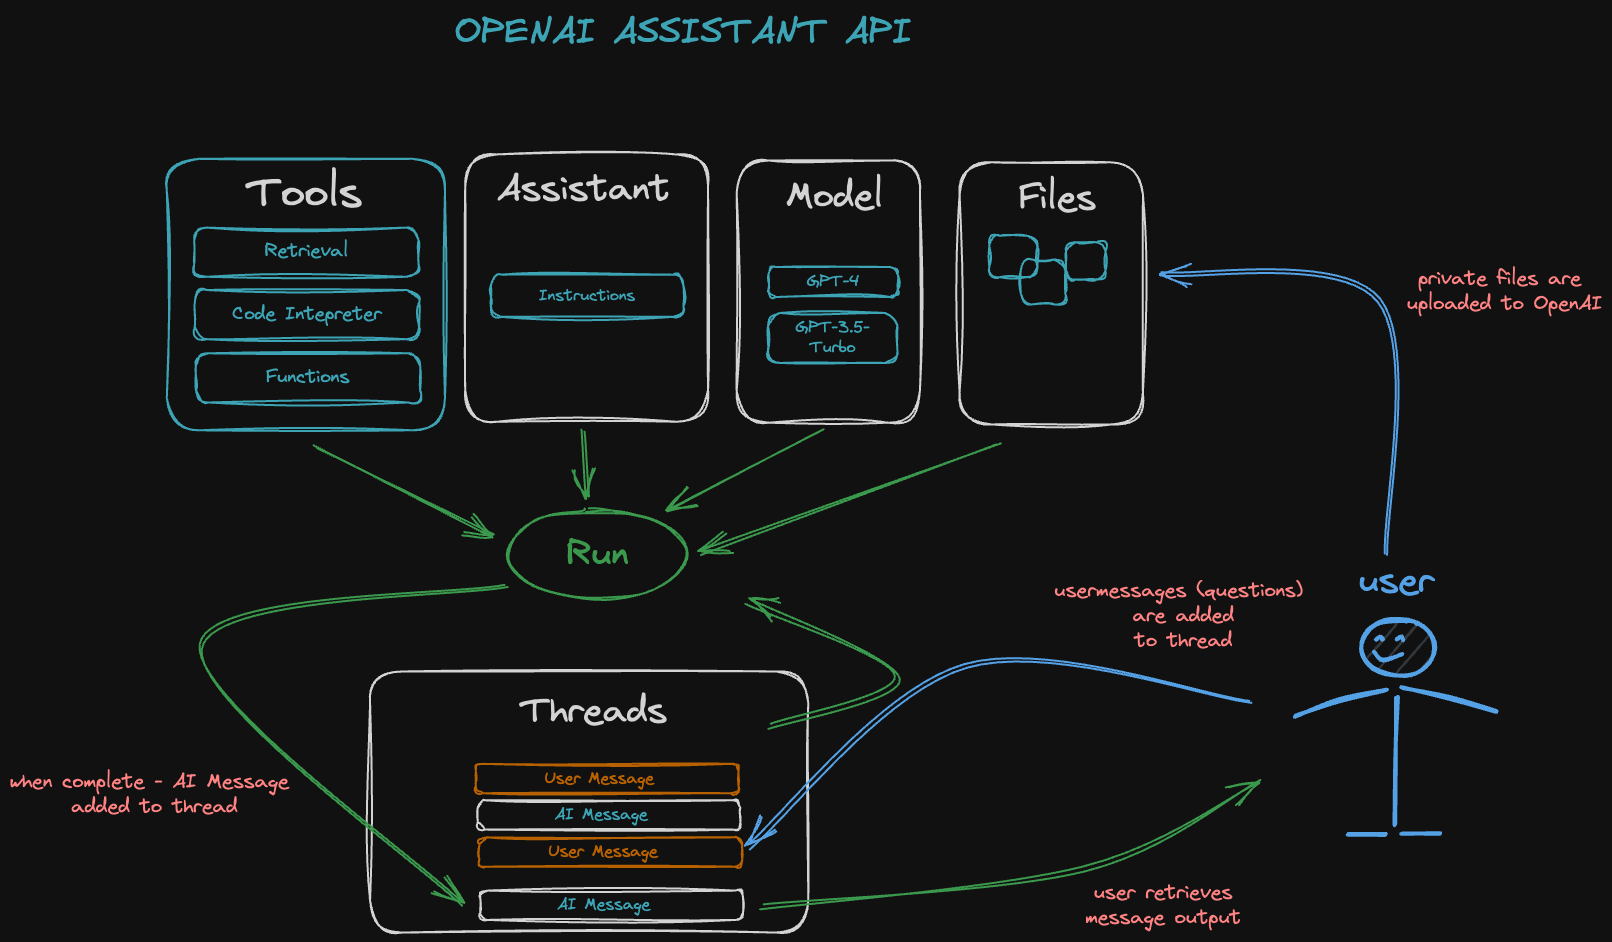 OPENAI ASSISTANT API
Tools
Retrieval
Code Intepreter
Functions
Assistant
Instructions
Model
GPT-4
GPT-3.5-
Turbo
Files
private files are
uploaded to OpenAI
Run
user
usermessages (questions)
are added
to thread
Threads
User Message
AI Message
User Message
AI Message
when complete - AI Message
added to thread
user retrieves
message output